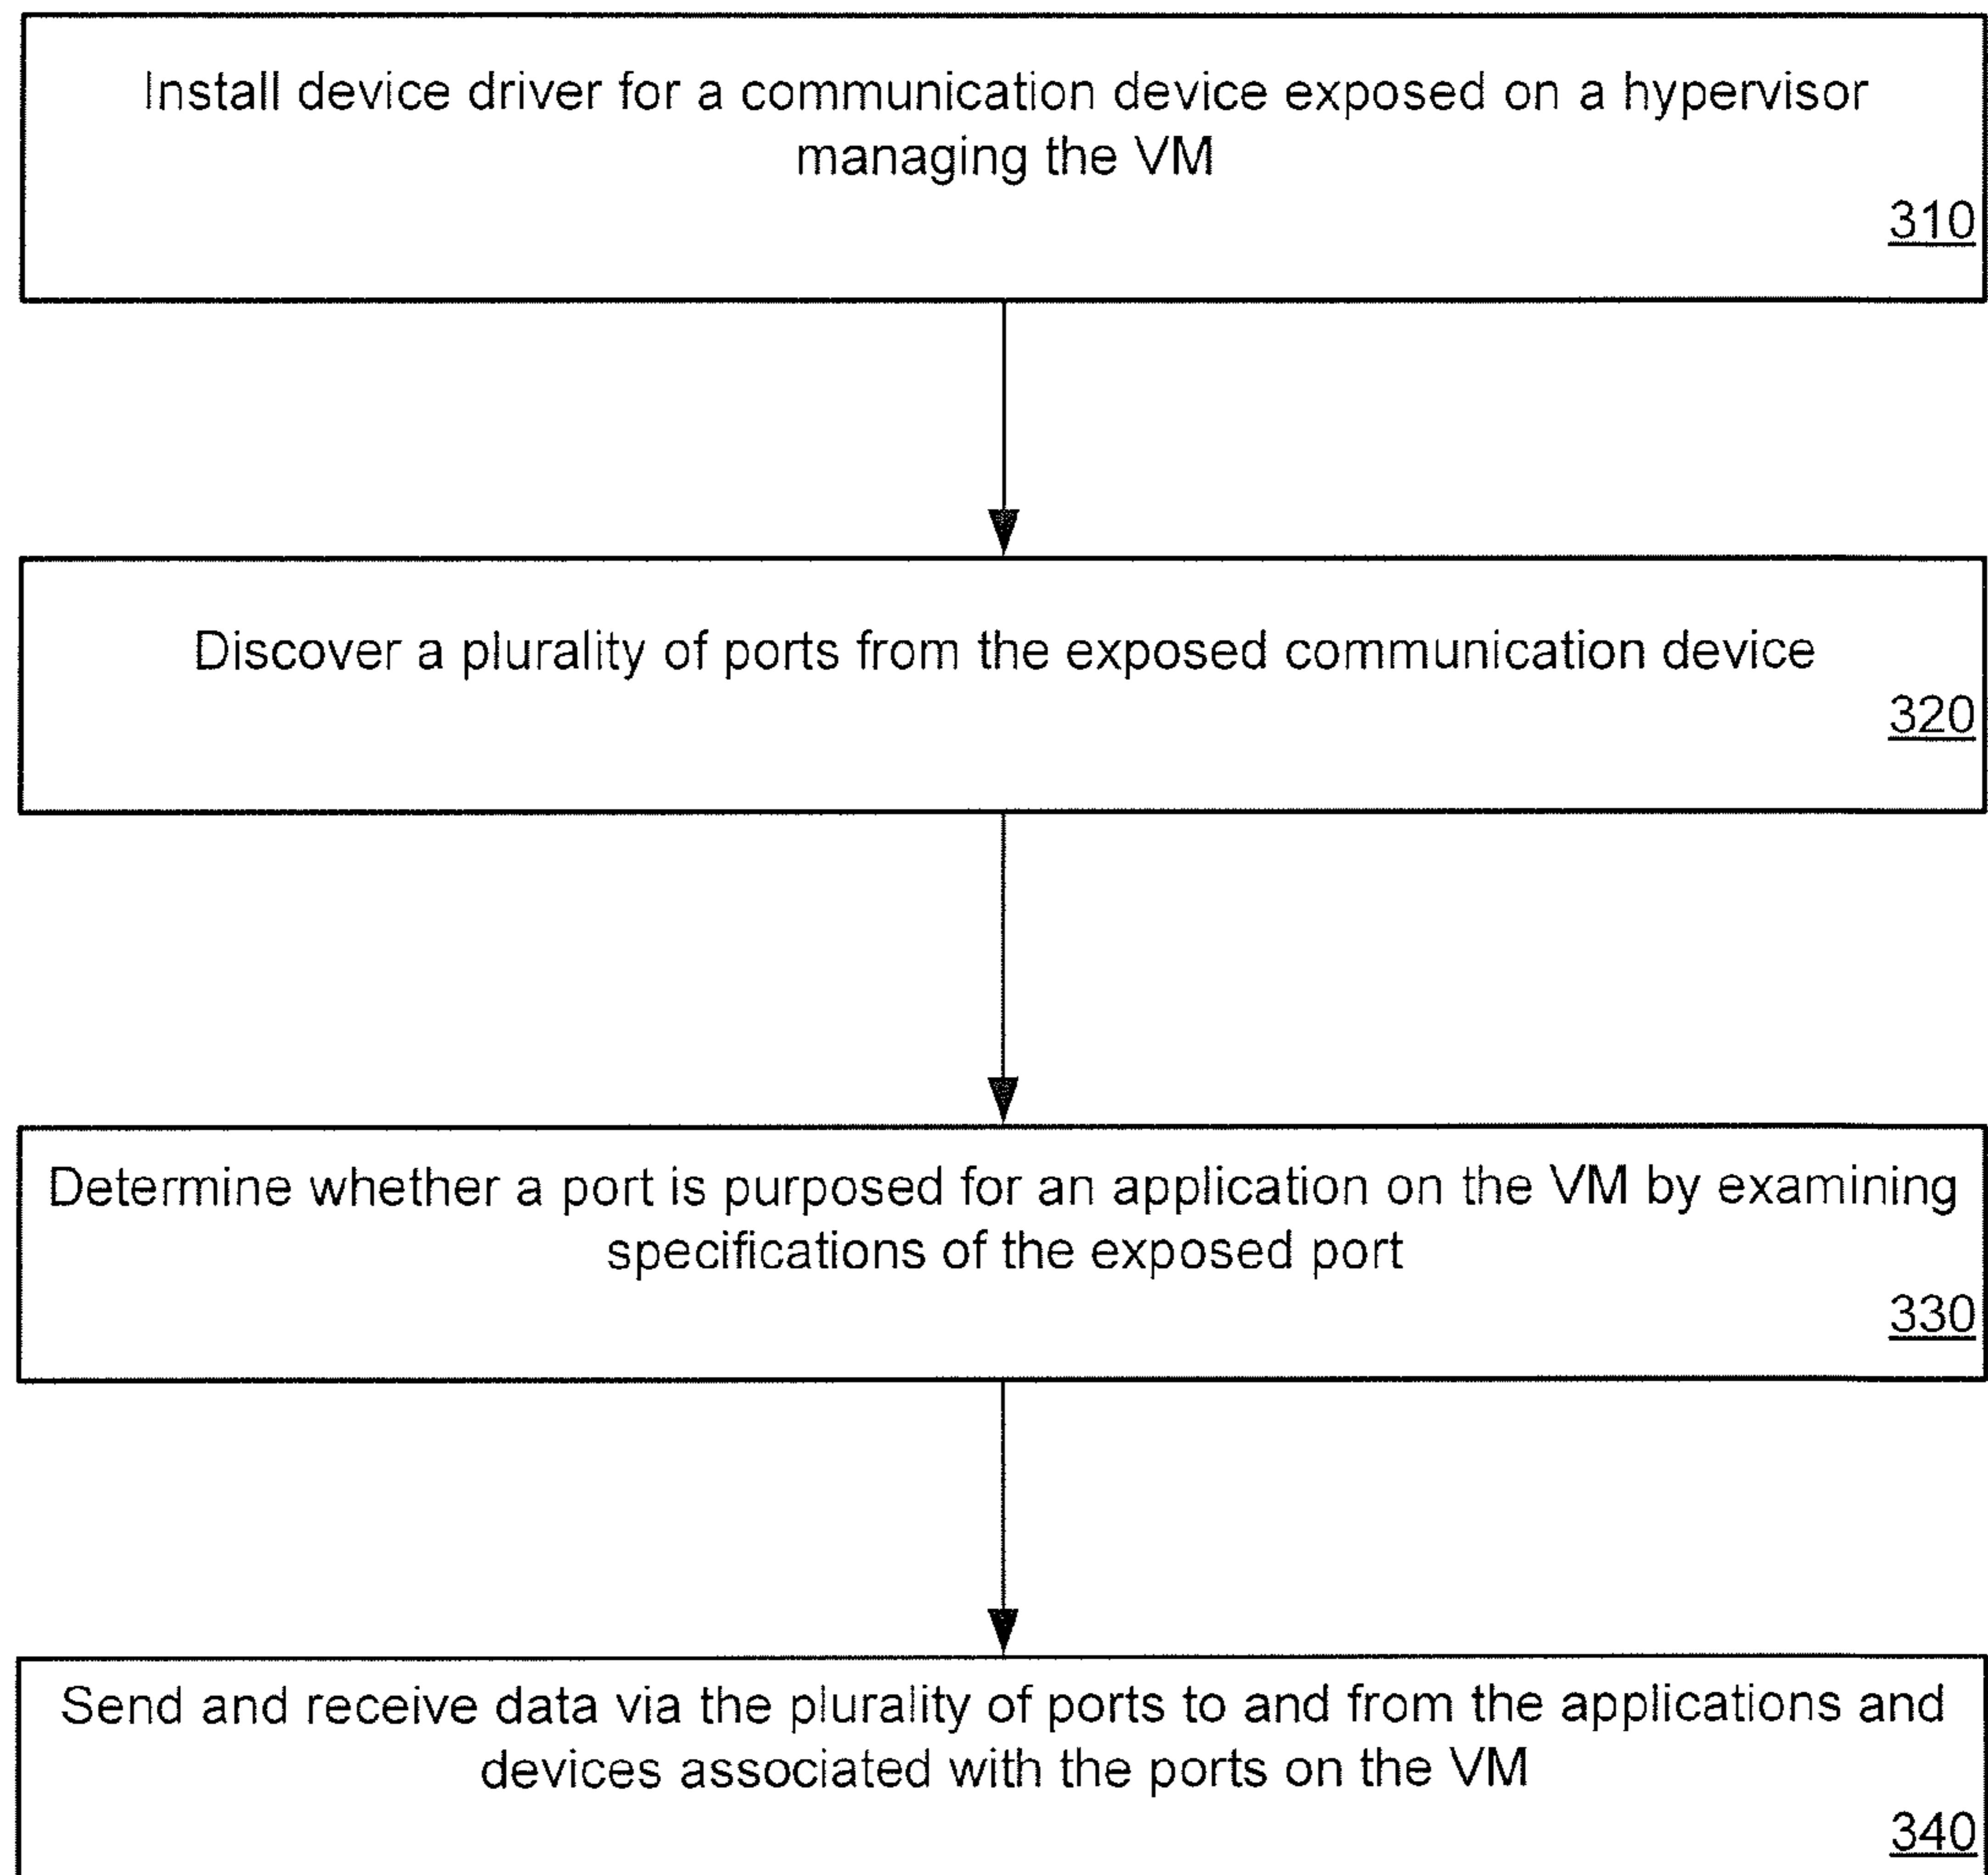 Install device driver for a communication device exposed on a hypervisor
managing the VM
310
Discover a plurality of ports from the exposed communication device
320
Determine whether a port is purposed for an application on the VM by examining
specifications of the exposed port
330
Send and receive data via the plurality of ports to and from the applications and
devices associated with the ports on the VM
340